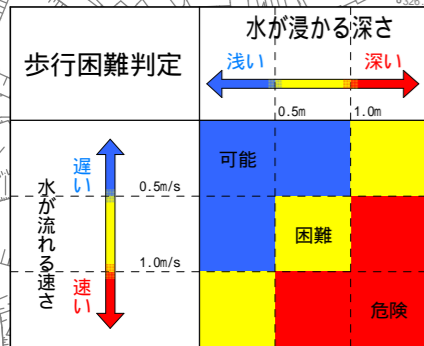 水が浸かる深さ
歩行困難判定
浅い
深い
0.5m
1.0m
可能
遅い
0.5m/s
水が流れる速さ
困難
1.0m/s
速い
危険